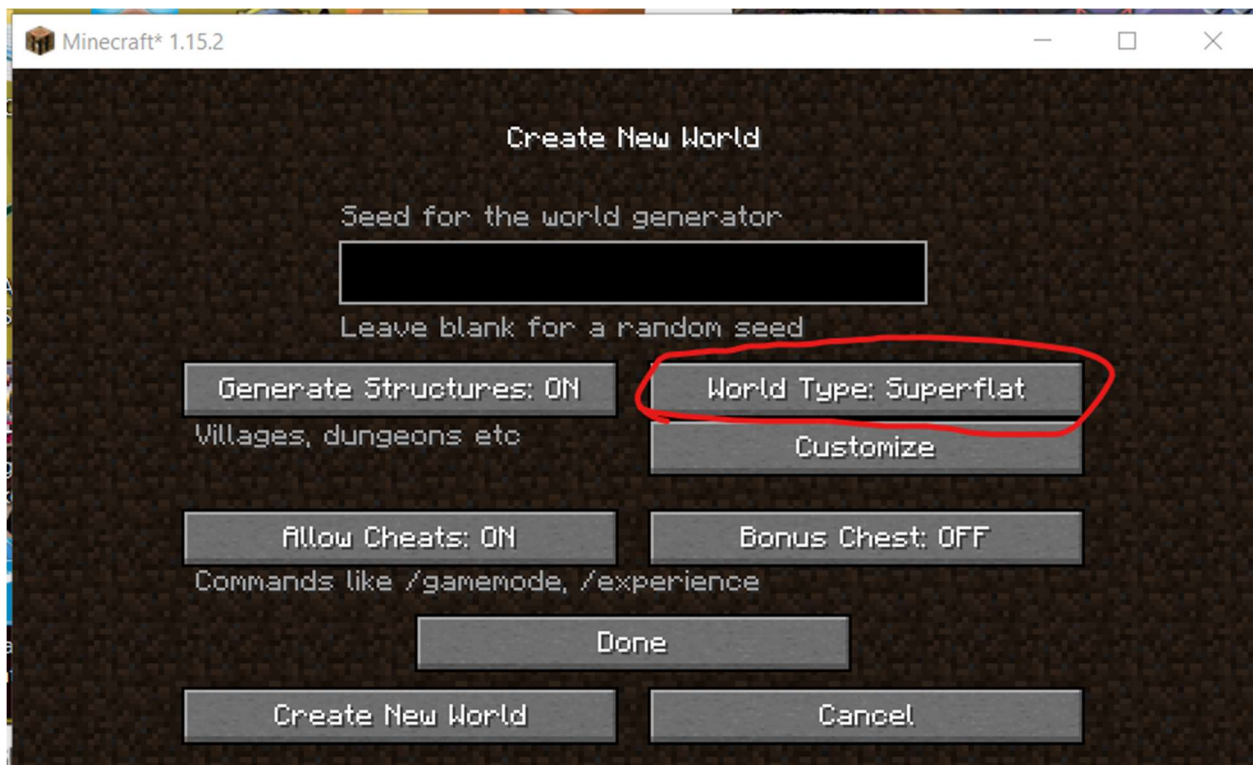 Minecraft* 1.15.2
Create New World
Seed for the world generator
Leave blank for a random seed
Generate Structures: ON
World Type: Superflat
Villages, dungeons etc
Customize
Allow Cheats: ON
Bonus Chest: OFF
Commands like /gamemode, /experience
Done
Create New World
Cancel